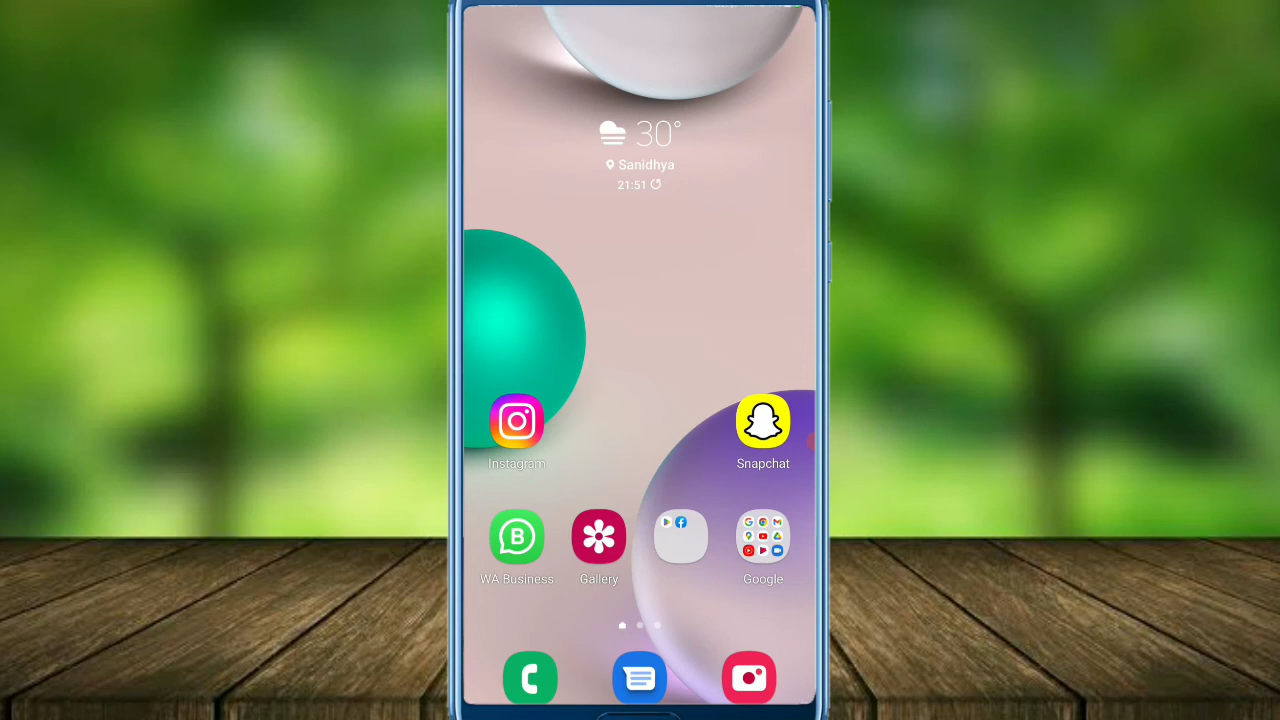 30°
Sanidhya
21:51
Instagram
Snapchat
B
WA Business
Gallery
Google